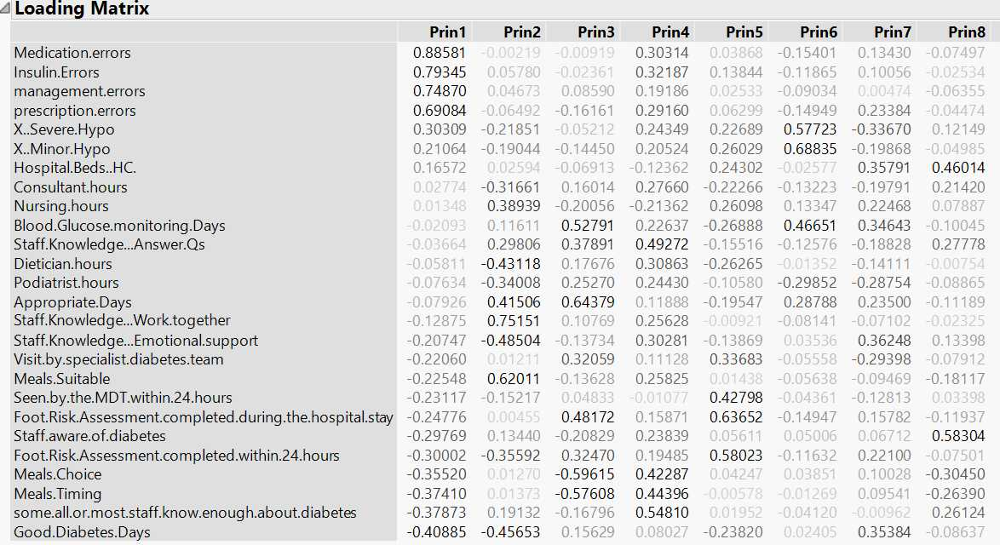 Loading Matrix
Prin1 Prin2 Prin3 Prin4 Prin5 Prin6 Prin7 Prin8
Medication.errors 0.88581 -0.00219 -0.00919 0.30314 0.03868 -0.15401 0.13430 -0.07497
Insulin.Errors 0.79345 0.05780 -0.02361 0.32187 0.13844 -0.11865 0.10056 -0.02534
management.errors 0.74870 0.04673 0.08590 0.19186 0.02533 -0.09034 0.00474 -0.06355
prescription.errors 0.69084 -0.06492 -0.16161 0.29160 0.06299 -0.14949 0.23384 -0.04474
X..Severe.Hypo 0.30309 -0.21851 -0.05212 0.24349 0.22689 0.57723 -0.33670 0.12149
X..Minor.Hypo 0.21064 -0.19044 -0.14450 0.20524 0.26029 0.68835 -0.19868 -0.04985
Hospital.Beds..HC. 0.16572 0.02594 -0.06913 -0.12362 0.24302 -0.02577 0.35791 0.46014
Consultant.hours 0.02774 -0.31661 0.16014 0.27660 -0.22266 -0.13223 -0.19791 0.21420
Nursing.hours 0.01348 0.38939 -0.20056 -0.21362 0.26098 0.13347 0.22468 0.07887
Blood.Glucose.monitoring.Days -0.02093 0.11611 0.52791 0.22637 -0.26888 0.46651 0.34643 -0.10045
Staff.Knowledge...Answer.Qs -0.03664 0.29806 0.37891 0.49272 -0.15516 -0.12576 -0.18828 0.27778
Dietician.hours -0.05811 -0.43118 0.17676 0.30863 -0.26265 -0.01352 -0.14111 -0.00754
Podiatrist.hours -0.07634 -0.34008 0.25270 0.24430 -0.10580 -0.29852 -0.28754 -0.08865
Appropriate.Days -0.07926 0.41506 0.64379 0.11888 -0.19547 0.28788 0.23500 -0.11189
Staff.Knowledge...Work.together -0.12875 0.75151 0.10769 0.25628 -0.00921 -0.08141 -0.07102 -0.02325
Staff.Knowledge...Emotional.support -0.20747 -0.48504 -0.13734 0.30281 -0.13869 0.03536 0.36248 0.13398
Visit.by.specialist.diabetes.team -0.22060 0.01211 0.32059 0.11128 0.33683 -0.05558 -0.29398 -0.07912
Meals.Suitable -0.22548 0.62011 -0.13628 0.25825 0.01438 -0.05638 -0.09469 -0.18117
Seen.by.the.MDT.within.24.hours -0.23117 -0.15217 0.04833 -0.01077 0.42798 -0.04361 -0.12813 0.03398
Foot.Risk.Assessment.completed.during.the.hospital.stay -0.24776 0.00455 0.48172 0.15871 0.63652 -0.14947 0.15782 -0.11937
Staff.aware.of.diabetes -0.29769 0.13440 -0.20829 0.23839 0.05611 0.05006 0.06712 0.58304
Foot.Risk.Assessment.completed.within.24.hours -0.30002 -0.35592 0.32470 0.19485 0.58023 -0.11632 0.22100 -0.07501
Meals.Choice -0.35520 0.01270 -0.59615 0.42287 0.04247 0.03851 0.10028 -0.30450
Meals.Timing -0.37410 0.01373 -0.57608 0.44396 -0.00578 -0.01269 0.09541 -0.26390
some.all.or.most.staff.know.enough.about.diabetes -0.37873 0.19132 -0.16796 0.54810 0.01952 -0.04120 -0.00962 0.26124
Good.Diabetes.Days -0.40885 -0.45653 0.15629 0.08027 -0.23820 0.02405 0.35384 -0.08637